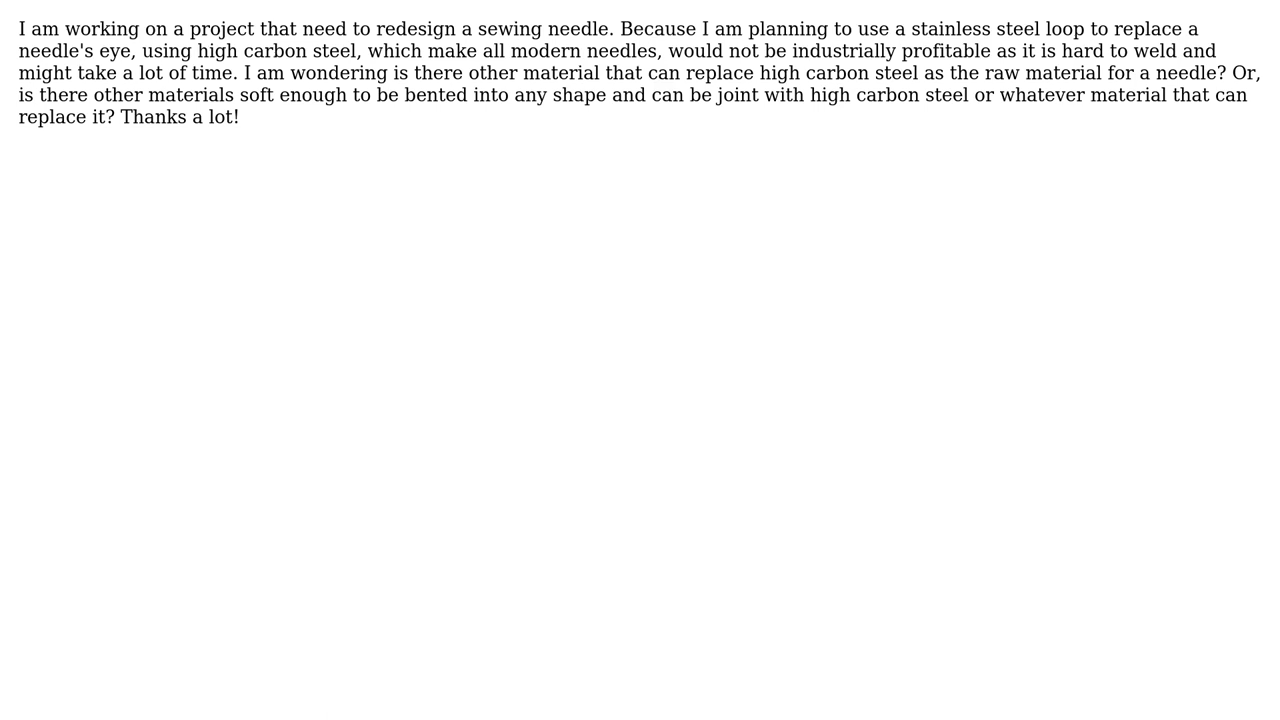 I am working on a project that need to redesign a sewing needle. Because I am planning to use a stainless steel loop to replace a
needle's eye, using high carbon steel, which make all modern needles, would not be industrially profitable as it is hard to weld and
might take a lot of time. I am wondering is there other material that can replace high carbon steel as the raw material for a needle? Or,
is there other materials soft enough to be bented into any shape and can be joint with high carbon steel or whatever material that can
replace it? Thanks a lot!